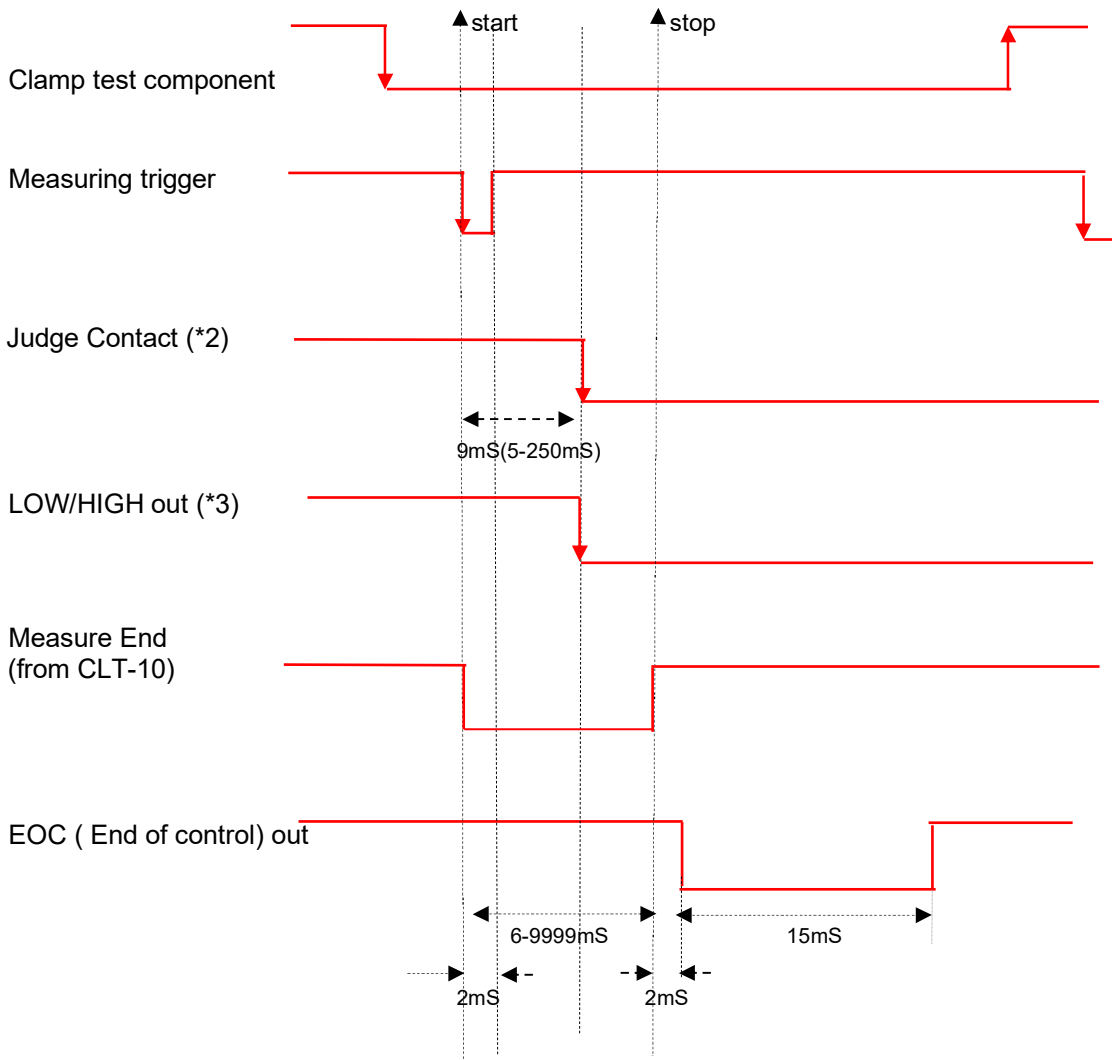 start
stop
Clamp test component
Measuring trigger
Judge Contact (*2)
9mS(5-250mS)
LOW/HIGH out (*3)
Measure End
(from CLT-10)
EOC ( End of control) out
6-9999mS
15mS
2mS
2mS